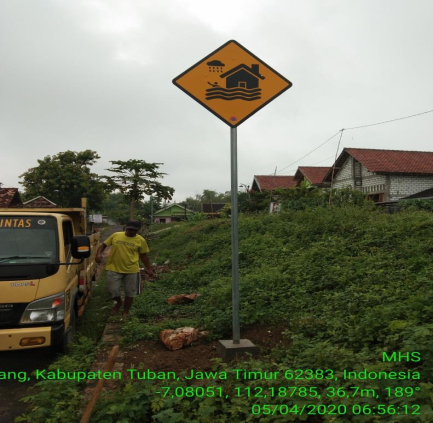 INTAS
MHS
ang, Kabupaten Tuban, Jawa Timur 62383, Indonesia
-7,08051, 112,18785, 36,7m, 189°
05/04/2020 06:56:12